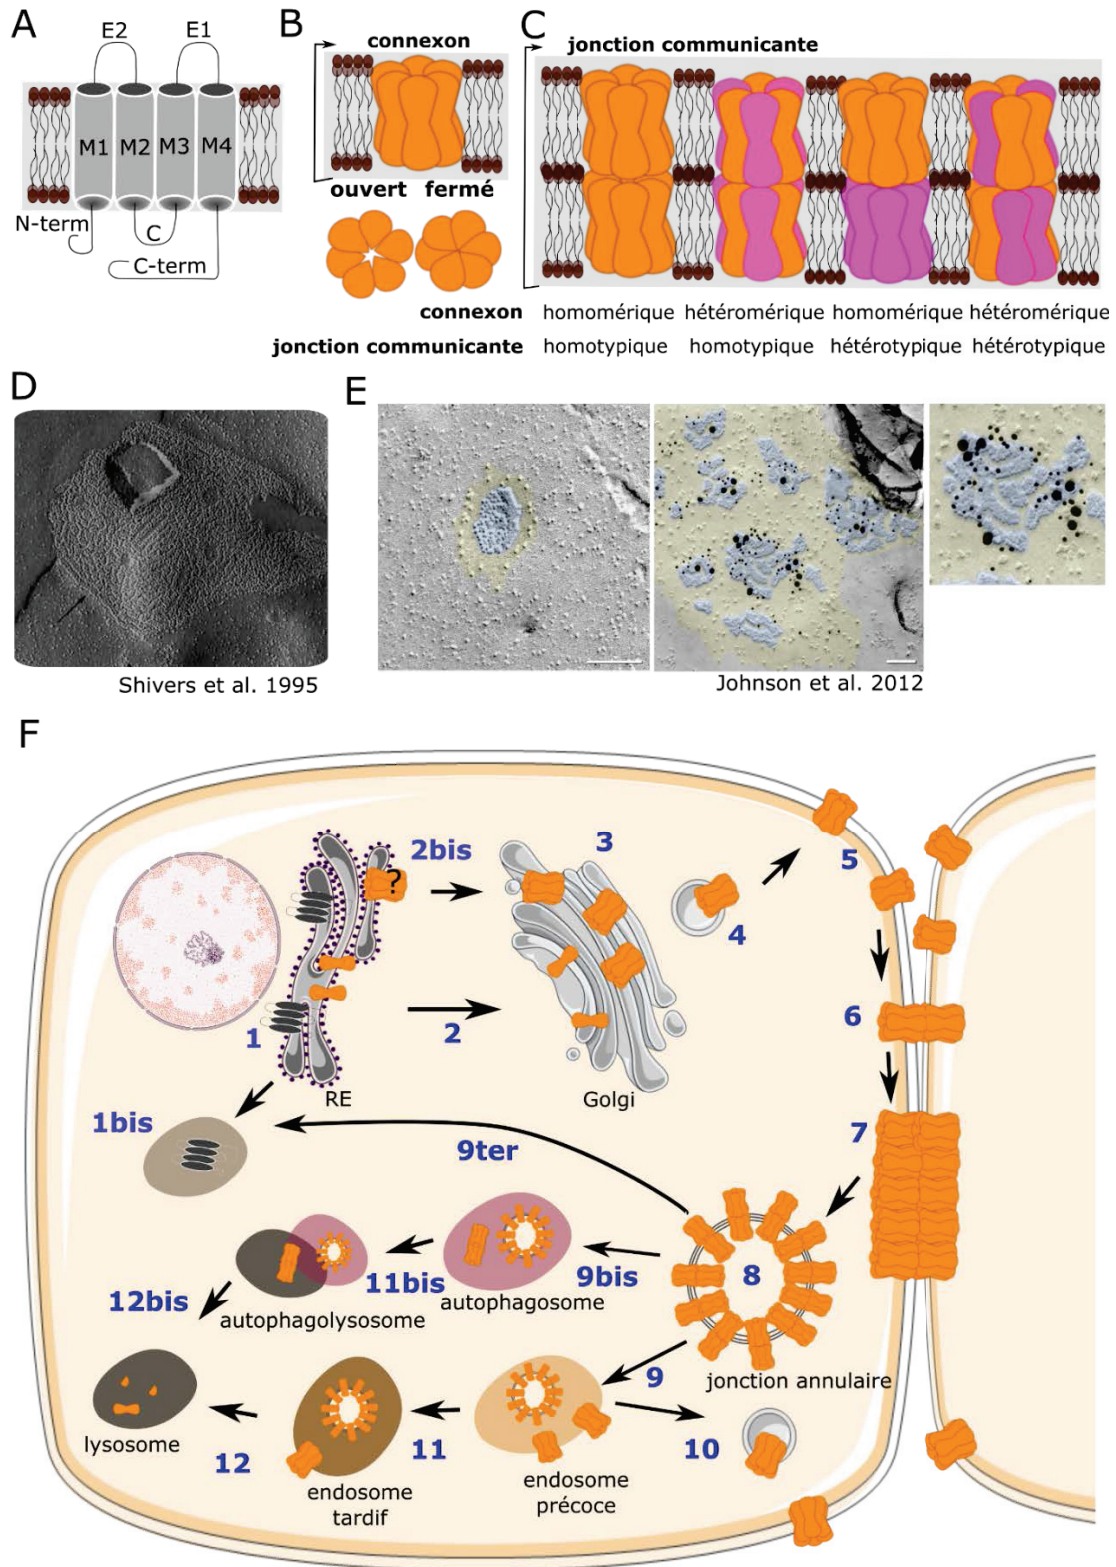 A
E2 E1
M1 M2 M3 M4
N-term
C
C-term
B
connexon
ouvert fermé
C
jonction communicante
connexon homomérique hétéromérique homomérique hétéromérique
jonction communicante homotypique homotypique hétérotypique hétérotypique
D
Shivers et al. 1995
E
Johnson et al. 2012
F
2bis
3
?
4
5
1
2
6
RE
Golgi
1bis
9ter
7
8
9bis
11bis
autophagosome
12bis
autophagolysosome
jonction annulaire
9
lysosome
12
11
10
endosome
tardif
endosome
précoce